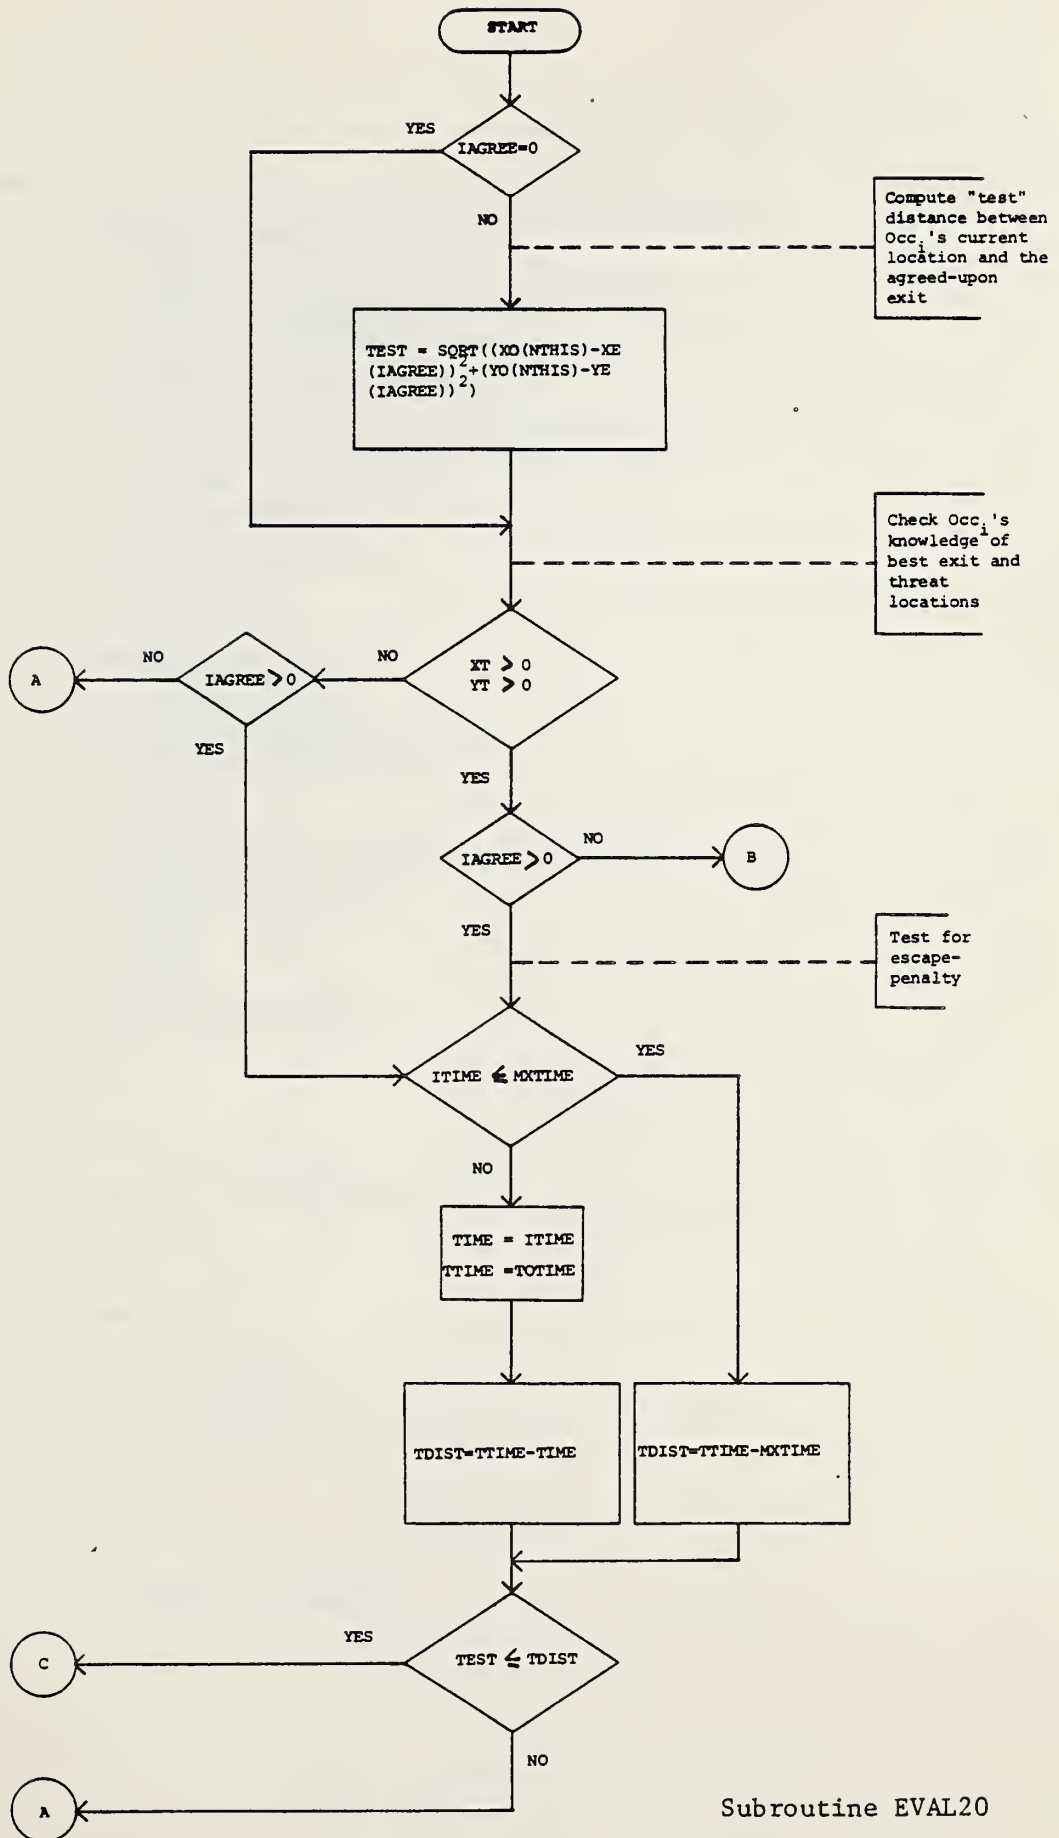 START
YES
IAGREE=0
NO
Compute "test"
distance between
Occi's current
location and the
agreed-upon
exit
TEST = SQRT((XO(NTHIS)-XE
(IAGREE))2+(YO(NTHIS)-YE
(IAGREE))2)
Check Occi's
knowledge of
best exit and
threat
locations
A
NO
IAGREE>0
NO
XT > 0
YT > 0
YES
YES
IAGREE>0
NO
B
YES
Test for
escape-
penalty
ITIME ≤ MXTIME
YES
NO
TIME = ITIME
TTIME =TOTIME
TDIST=TTIME-TIME
TDIST=TTIME-MXTIME
C
YES
TEST ≤ TDIST
NO
A
Subroutine EVAL20